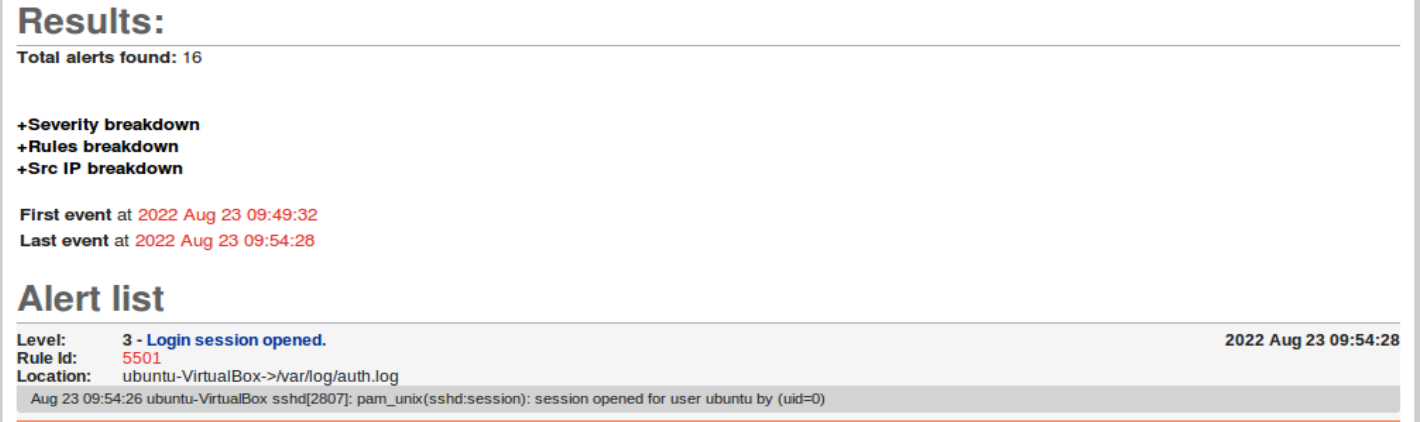 Results:
Total alerts found: 16
+Severity breakdown
+Rules breakdown
+Src IP breakdown
First event at 2022 Aug 23 09:49:32
Last event at 2022 Aug 23 09:54:28
Alert list
Level: 3 - Login session opened. 2022 Aug 23 09:54:28
Rule Id: 5501
Location: ubuntu-VirtualBox->/var/log/auth.log
Aug 23 09:54:26 ubuntu-VirtualBox sshd[2807]: pam_unix(sshd:session): session opened for user ubuntu by (uid=0)